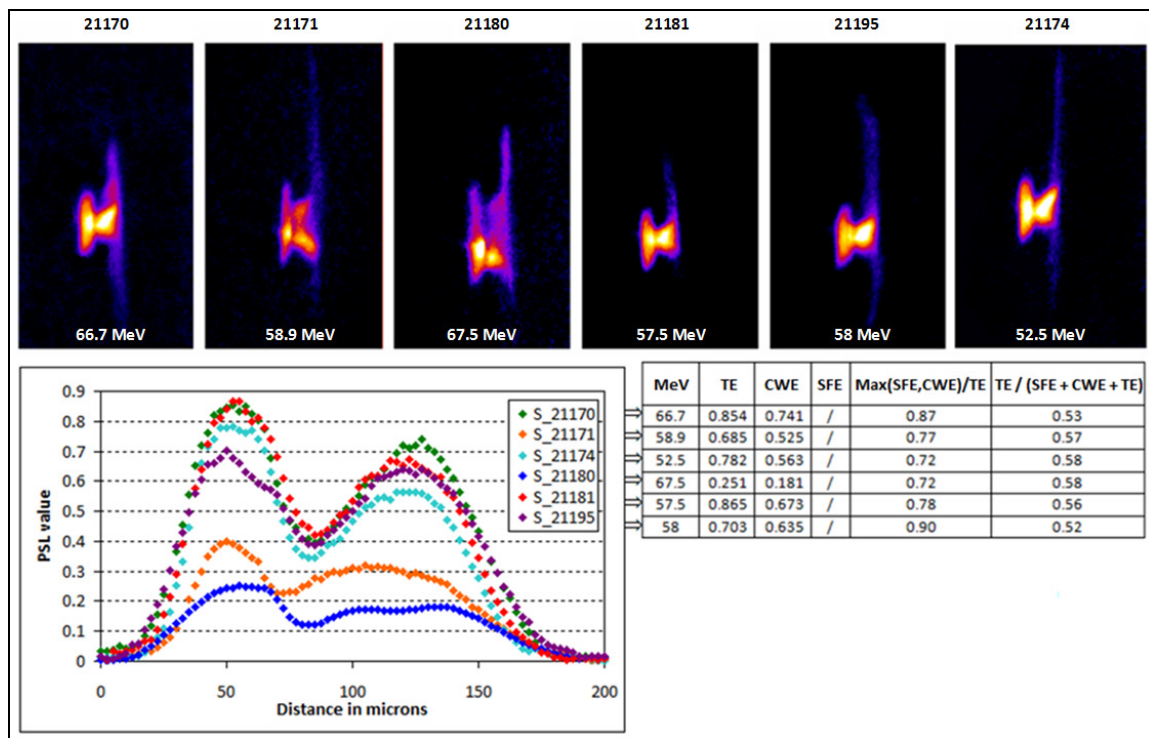 21170 21171 21180 21181 21195 21174
66.7 MeV 58.9 MeV 67.5 MeV 57.5 MeV 58 MeV 52.5 MeV
0.9
0.8
0.7
0.6
0.5
0.4
0.3
0.2
0.1
0
PSL value
S_21170
S_21171
S_21174
S_21180
S_21181
S_21195
0 50 100 150 200
Distance in microns
MeV TE CWE SFE Max(SFE,CWE)/TE TE / (SFE + CWE + TE)
66.7 0.854 0.741 / 0.87 0.53
58.9 0.685 0.525 / 0.77 0.57
52.5 0.782 0.563 / 0.72 0.58
67.5 0.251 0.181 / 0.72 0.58
57.5 0.865 0.673 / 0.78 0.56
58 0.703 0.635 / 0.90 0.52